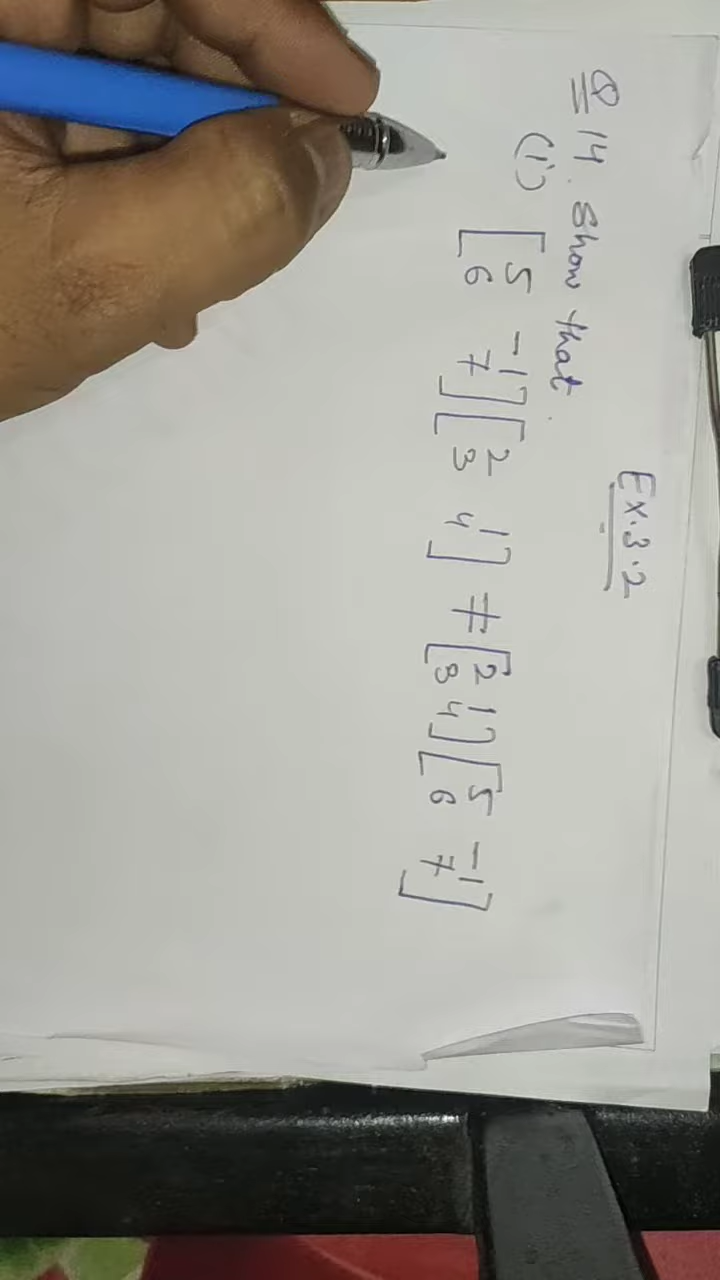 Ex.3.2
Q 14. Show that.
(i) [5 -1
6 7] [2 1
3 4] ≠ [2 1
3 4] [5 -1
6 7]